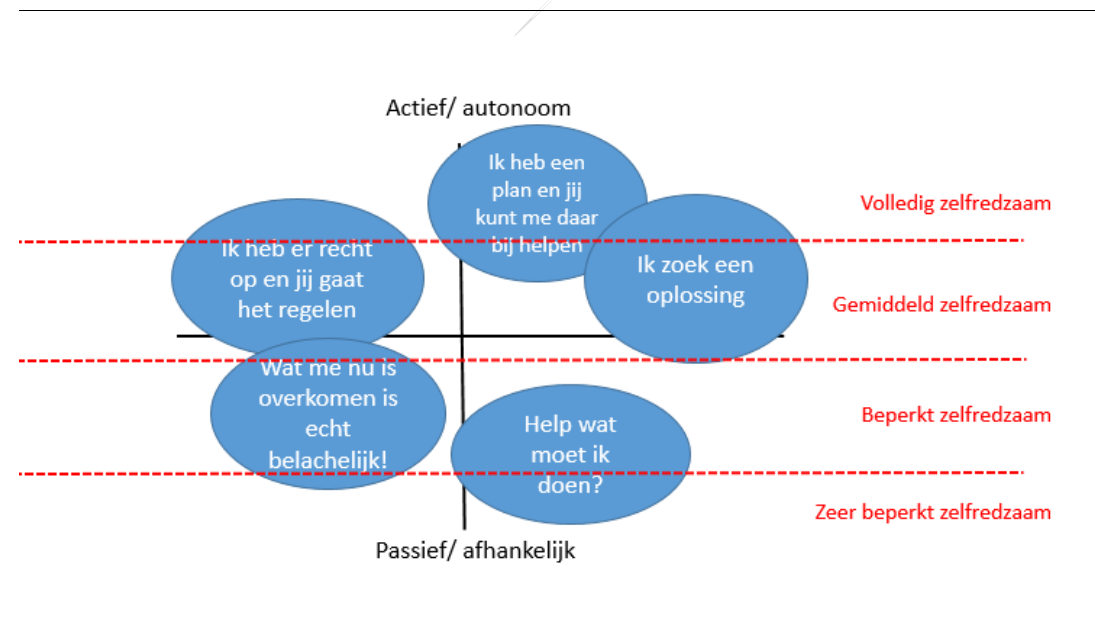 Actief/ autonoom
Ik heb een
plan en jij
kunt me daar
bij helpen
Volledig zelfredzaam
Ik heb er recht
op en jij gaat
het regelen
Ik zoek een
oplossing
Gemiddeld zelfredzaam
Wat me nu is
overkomen is
echt
belachelijk!
Help wat
moet ik
doen?
Beperkt zelfredzaam
Zeer beperkt zelfredzaam
Passief/ afhankelijk